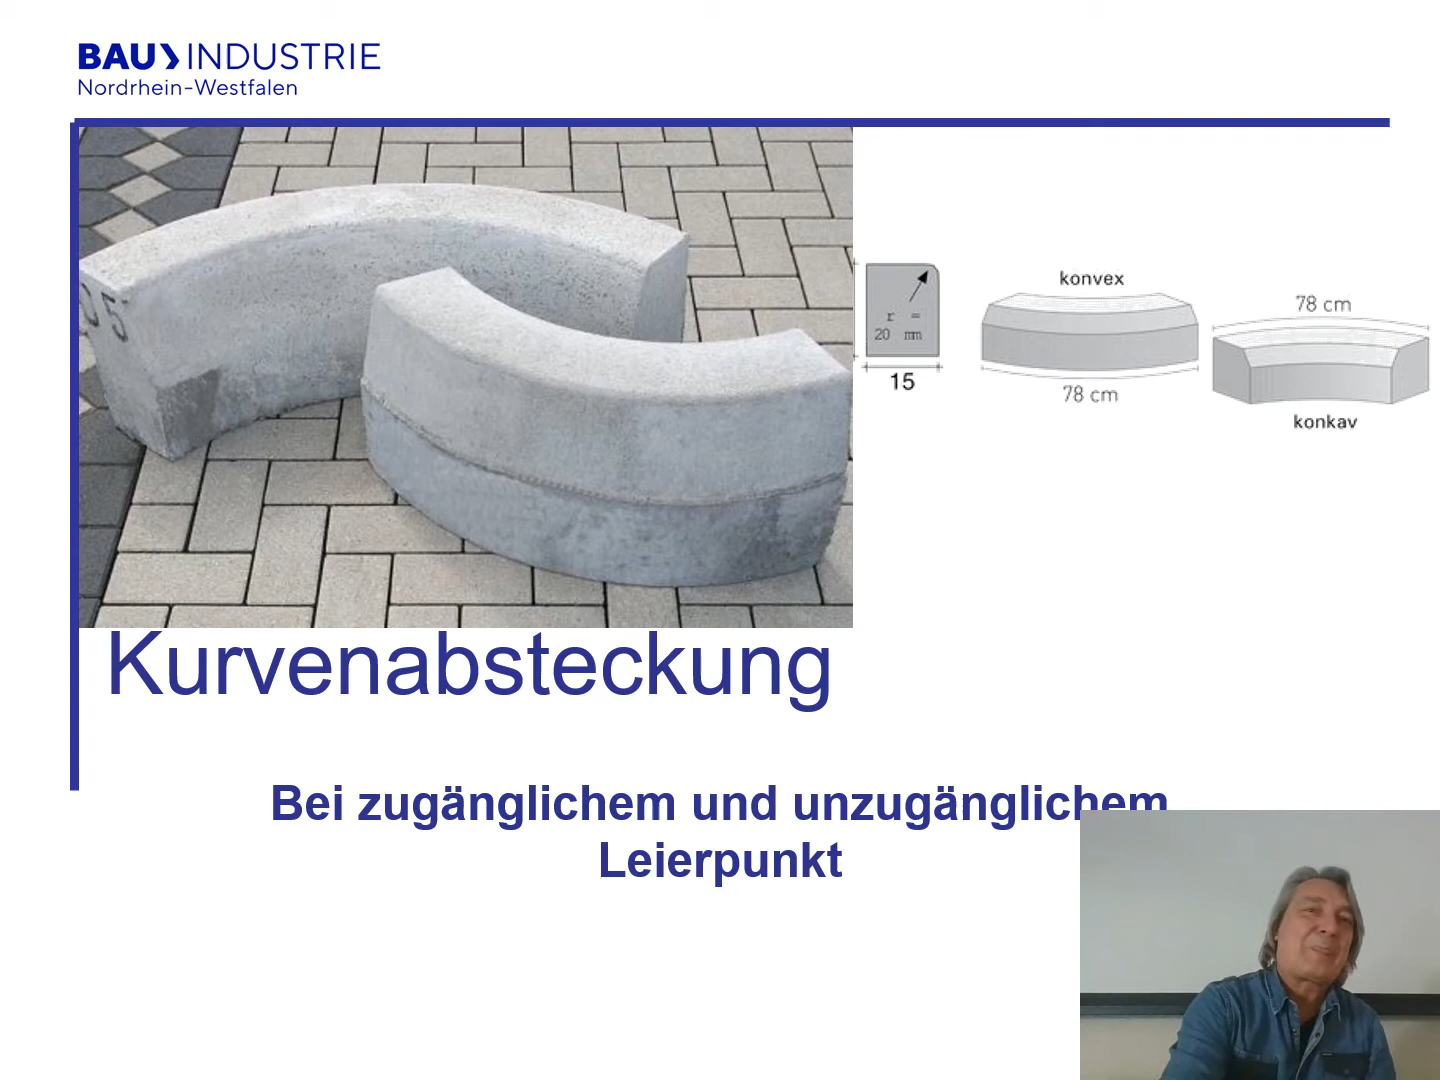 BAU INDUSTRIE
Nordrhein-Westfalen
05
r =
20 mm
15
konvex
78 cm
78 cm
konkav
Kurvenabsteckung
Bei zugänglichem und unzugänglichem
Leierpunkt